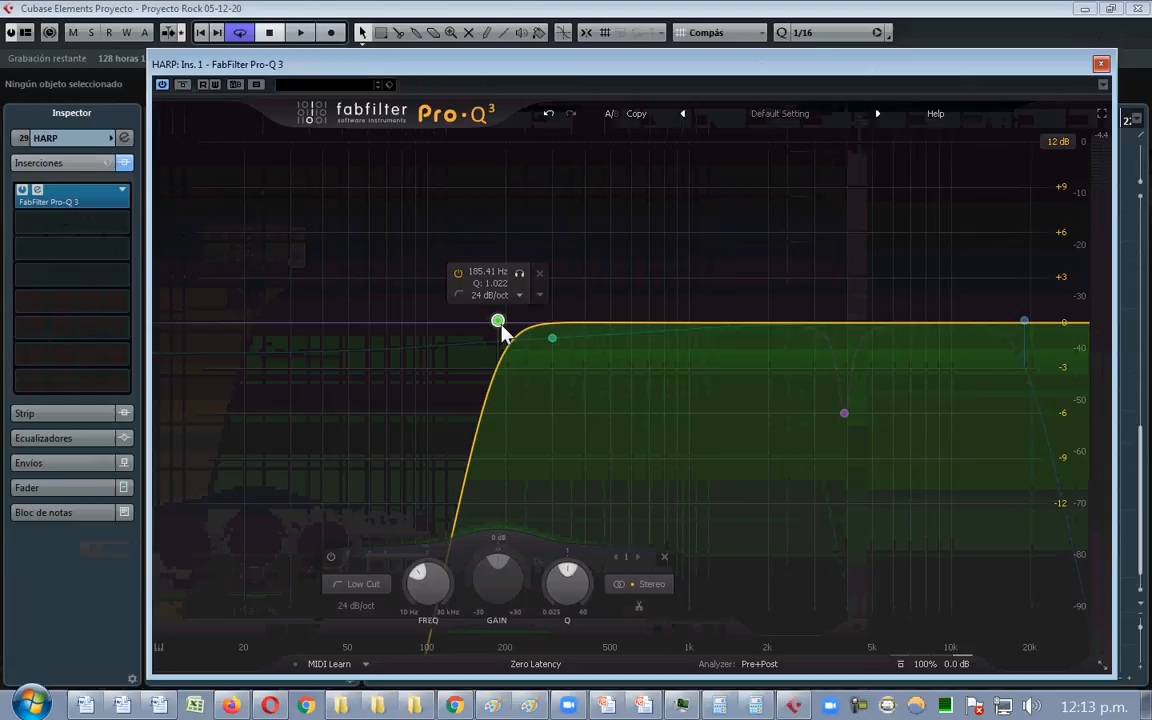 Cubase Elements Proyecto - Proyecto Rock 05-12-20
M S R W A
Compás
1/16
Grabación restante 128 horas 1
HARP: Ins. 1 - FabFilter Pro-Q 3
Ningún objeto seleccionado
R W
Inspector
fabfilter
software instruments
Pro·Q3
A/B Copy
Default Setting
Help
-4.4
29 HARP
12 dB 0
Inserciones
+9 -10
FabFilter Pro-Q 3
+6 -20
185.41 Hz
Q: 1.022
24 dB/oct
+3 -30
0
-40
-3
-50
-6
-9 -60
-12 -70
-80
-90
Strip
Ecualizadores
Envíos
Fader
Bloc de notas
0 dB
1
1
Low Cut
Stereo
24 dB/oct
10 Hz 30 kHz
-30 +30
0.025 40
FREQ
GAIN
Q
20 50 100 200 500 1k 2k 5k 10k 20k
MIDI Learn
Zero Latency
Analyzer: Pre+Post
100% 0.0 dB
12:13 p.m.